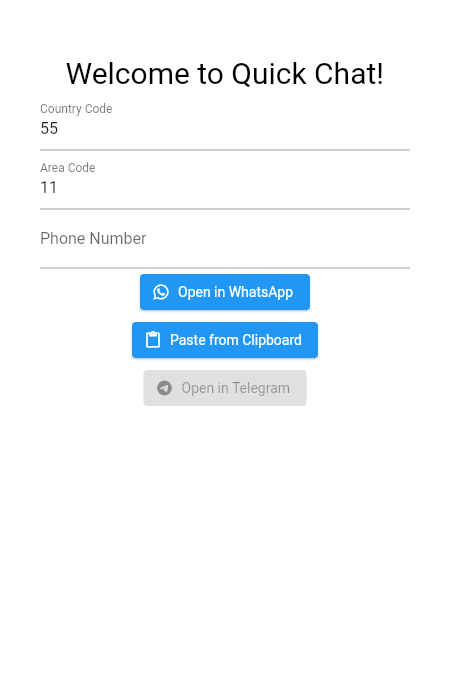 Welcome to Quick Chat!
Country Code
55
Area Code
11
Phone Number
Open in WhatsApp
Paste from Clipboard
Open in Telegram